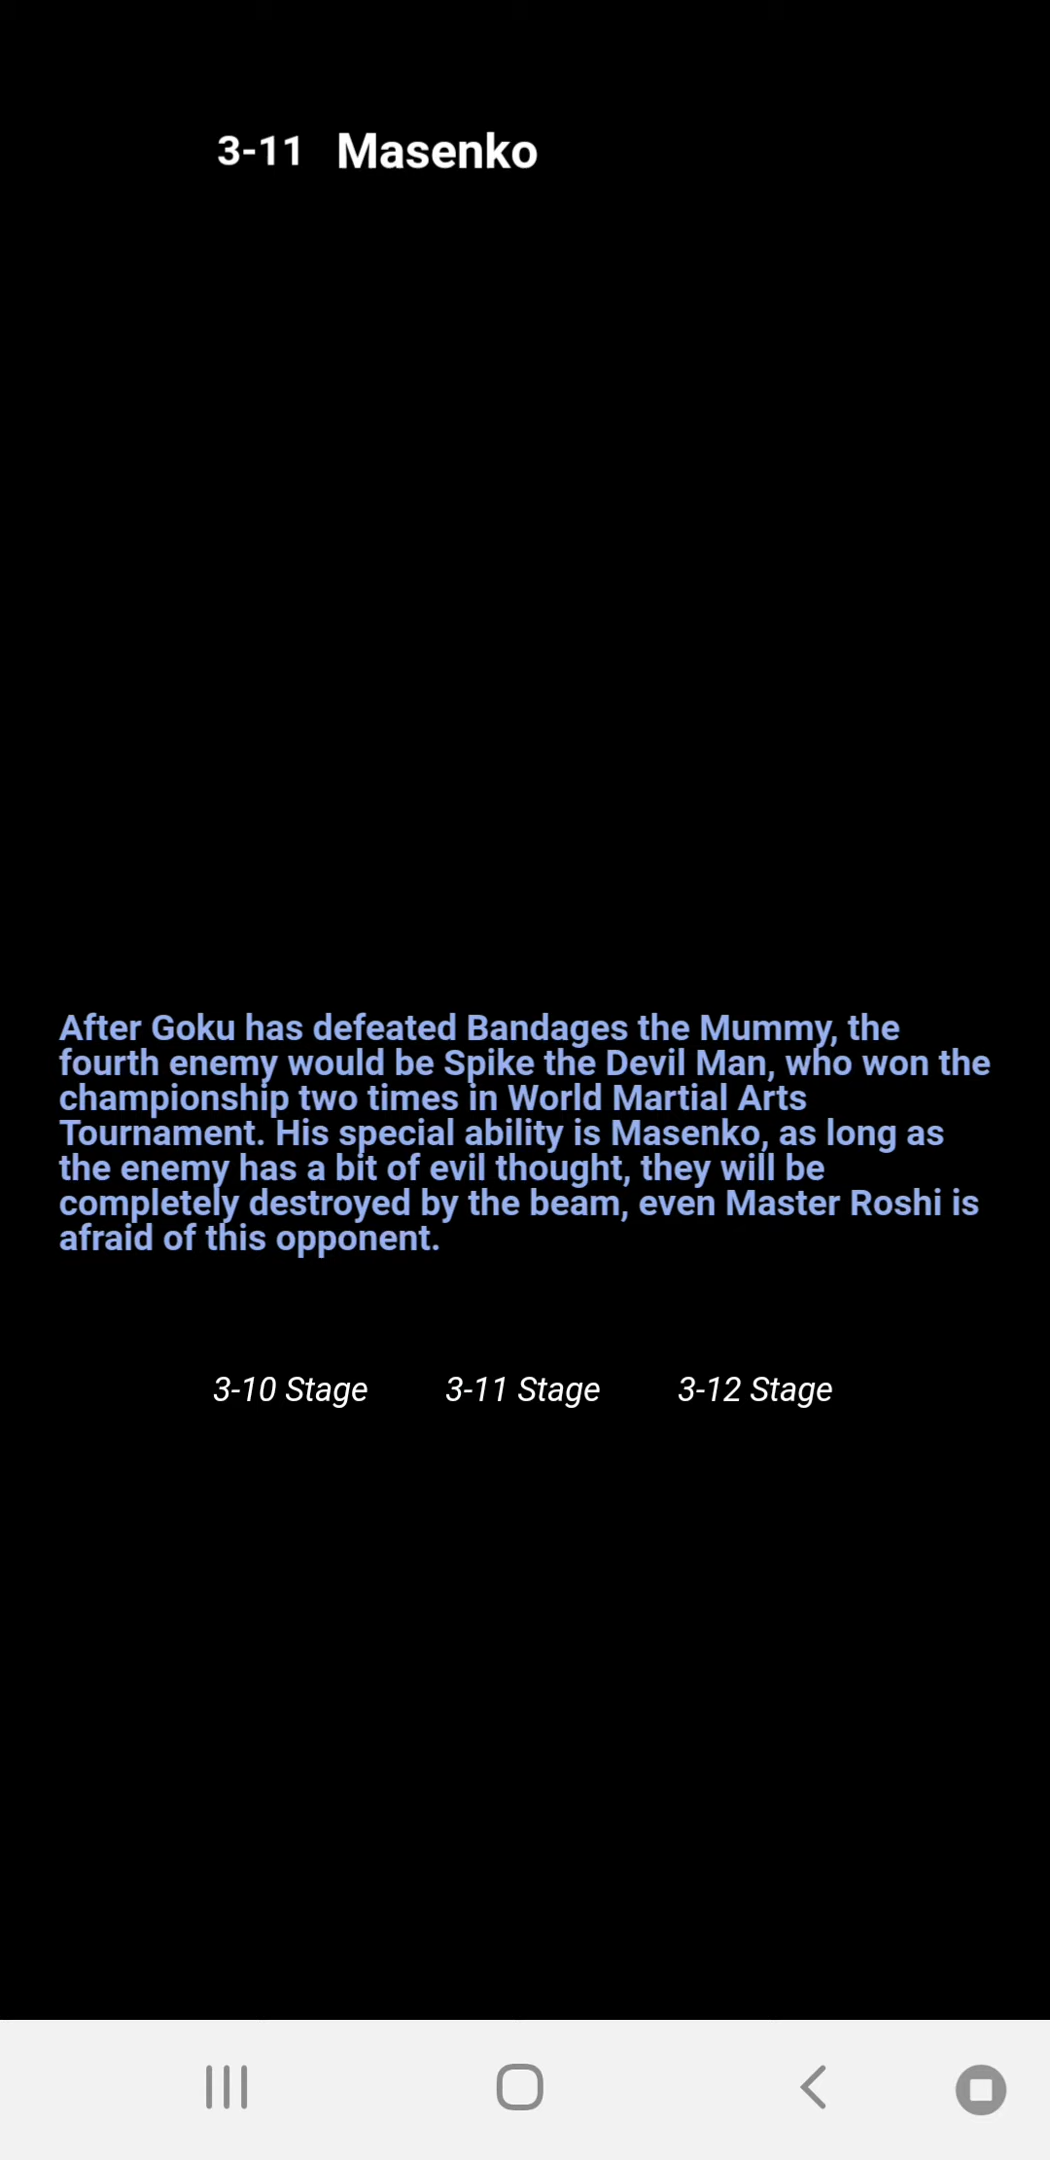 3-11 Masenko
After Goku has defeated Bandages the Mummy, the
fourth enemy would be Spike the Devil Man, who won the
championship two times in World Martial Arts
Tournament. His special ability is Masenko, as long as
the enemy has a bit of evil thought, they will be
completely destroyed by the beam, even Master Roshi is
afraid of this opponent.
3-10 Stage 3-11 Stage 3-12 Stage